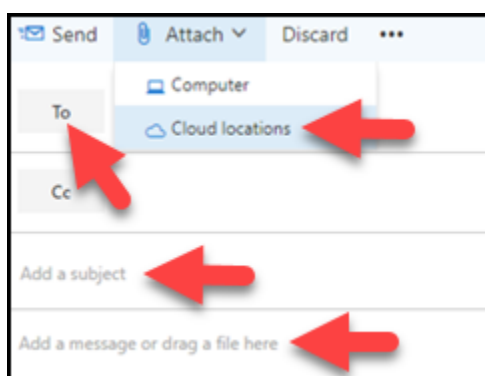 Send Attach Discard ...
Computer
To
Cloud locations
Cc
Add a subject
Add a message or drag a file here